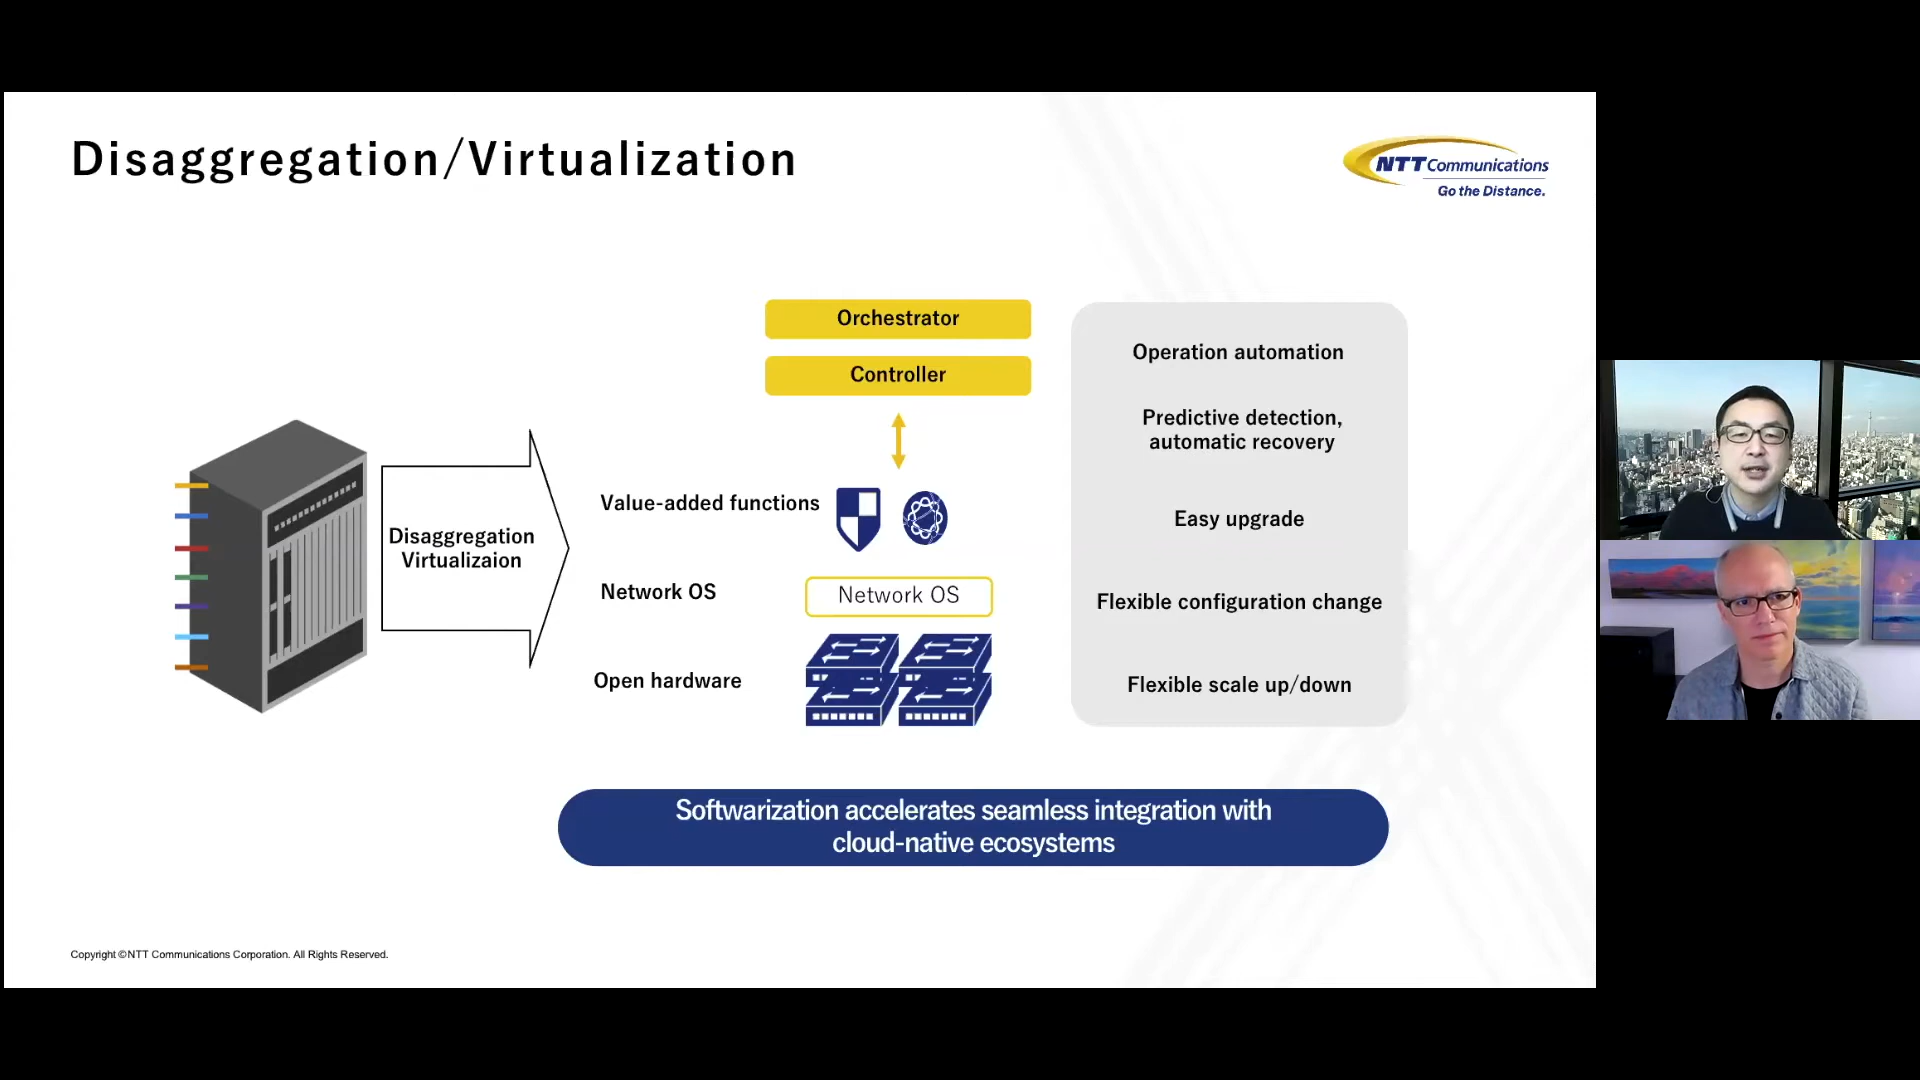 Disaggregation/Virtualization
NTT Communications
Go the Distance.
Disaggregation
Virtualizaion
Orchestrator
Controller
Value-added functions
Network OS
Network OS
Open hardware
Operation automation
Predictive detection,
automatic recovery
Easy upgrade
Flexible configuration change
Flexible scale up/down
Softwarization accelerates seamless integration with
cloud-native ecosystems
Copyright ©NTT Communications Corporation. All Rights Reserved.